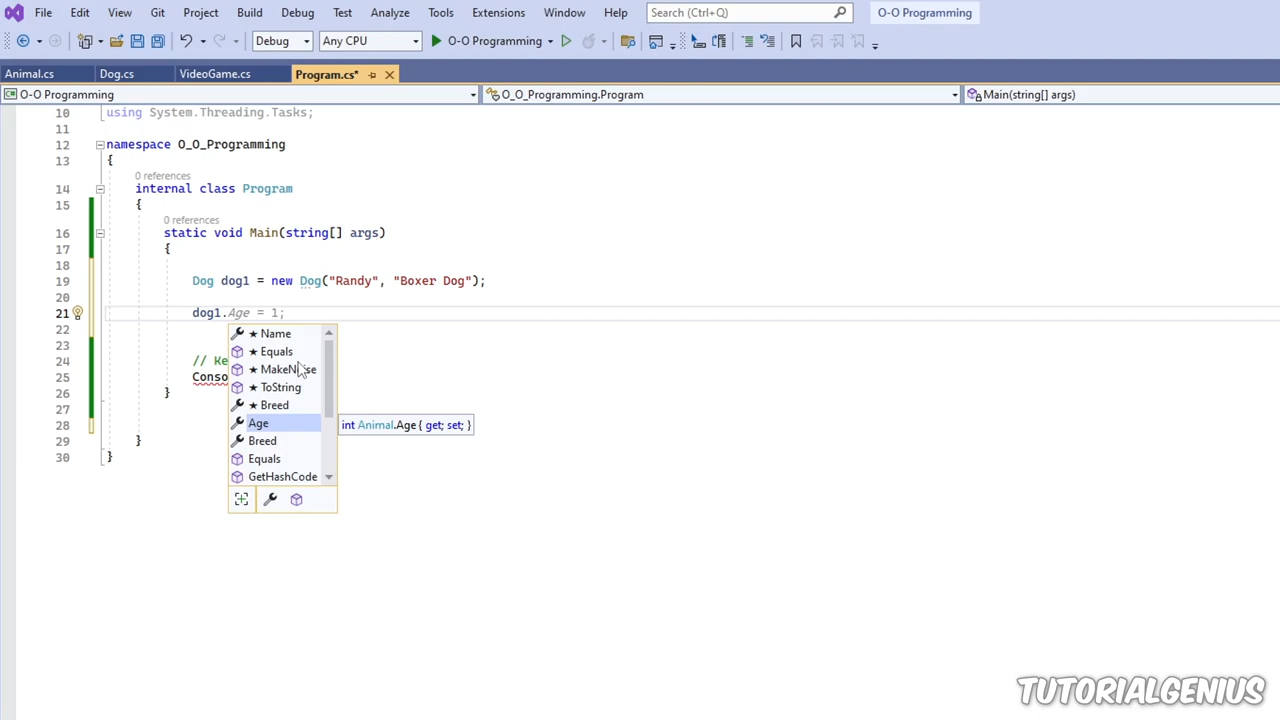 File Edit View Git Project Build Debug Test Analyze Tools Extensions Window Help Search (Ctrl+Q) O-O Programming
Debug Any CPU O-O Programming
Animal.cs Dog.cs VideoGame.cs Program.cs*
C# O-O Programming O_O_Programming.Program Main(string[] args)
10 using System.Threading.Tasks;
11
12 namespace O_O_Programming
13 {
0 references
14 internal class Program
15 {
0 references
16 static void Main(string[] args)
17 {
18
19 Dog dog1 = new Dog("Randy", "Boxer Dog");
20
21 dog1.Age = 1;
22
23
24 // Ke
25 Conso
26 }
27
28
29 }
30 }
★ Name
★ Equals
★ MakeNoise
★ ToString
★ Breed
Age
int Animal.Age { get; set; }
Breed
Equals
GetHashCode
TUTORIALGENIUS